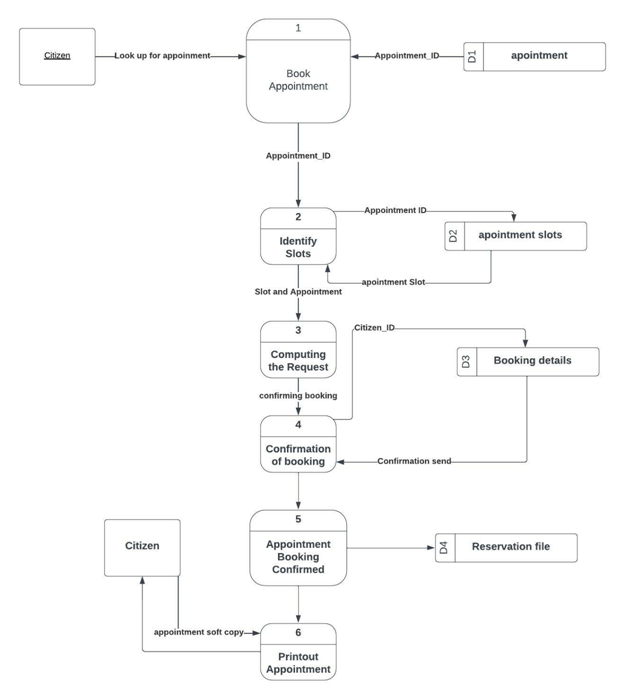 1
Citizen
Look up for appoinment
Book
Appointment
Appointment_ID
D1
apointment
Appointment_ID
2
Identify
Slots
Appointment ID
D2
apointment slots
apointment Slot
Slot and Appointment
3
Computing
the Request
Citizen_ID
D3
Booking details
confirming booking
4
Confirmation
of booking
Confirmation send
5
Appointment
Booking
Confirmed
D4
Reservation file
Citizen
appointment soft copy
6
Printout
Appointment